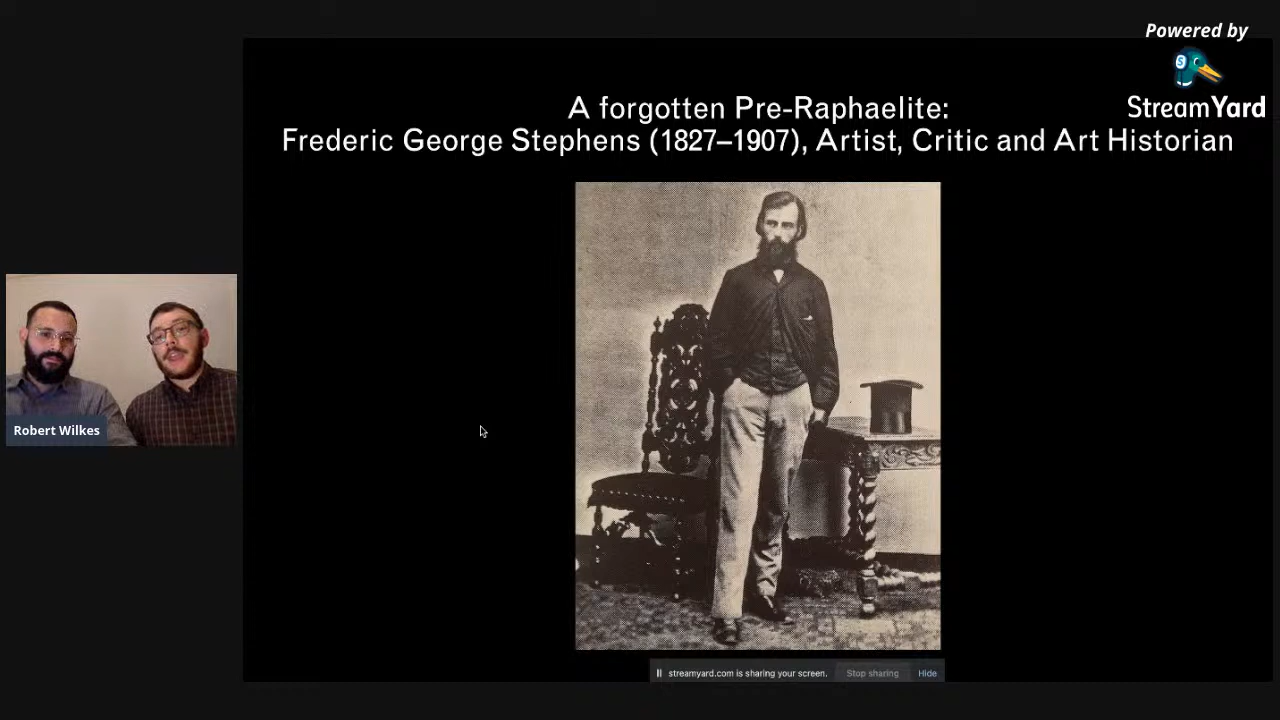 Powered by
StreamYard
A forgotten Pre-Raphaelite:
Frederic George Stephens (1827–1907), Artist, Critic and Art Historian
Robert Wilkes
streamyard.com is sharing your screen.
Stop sharing
Hide